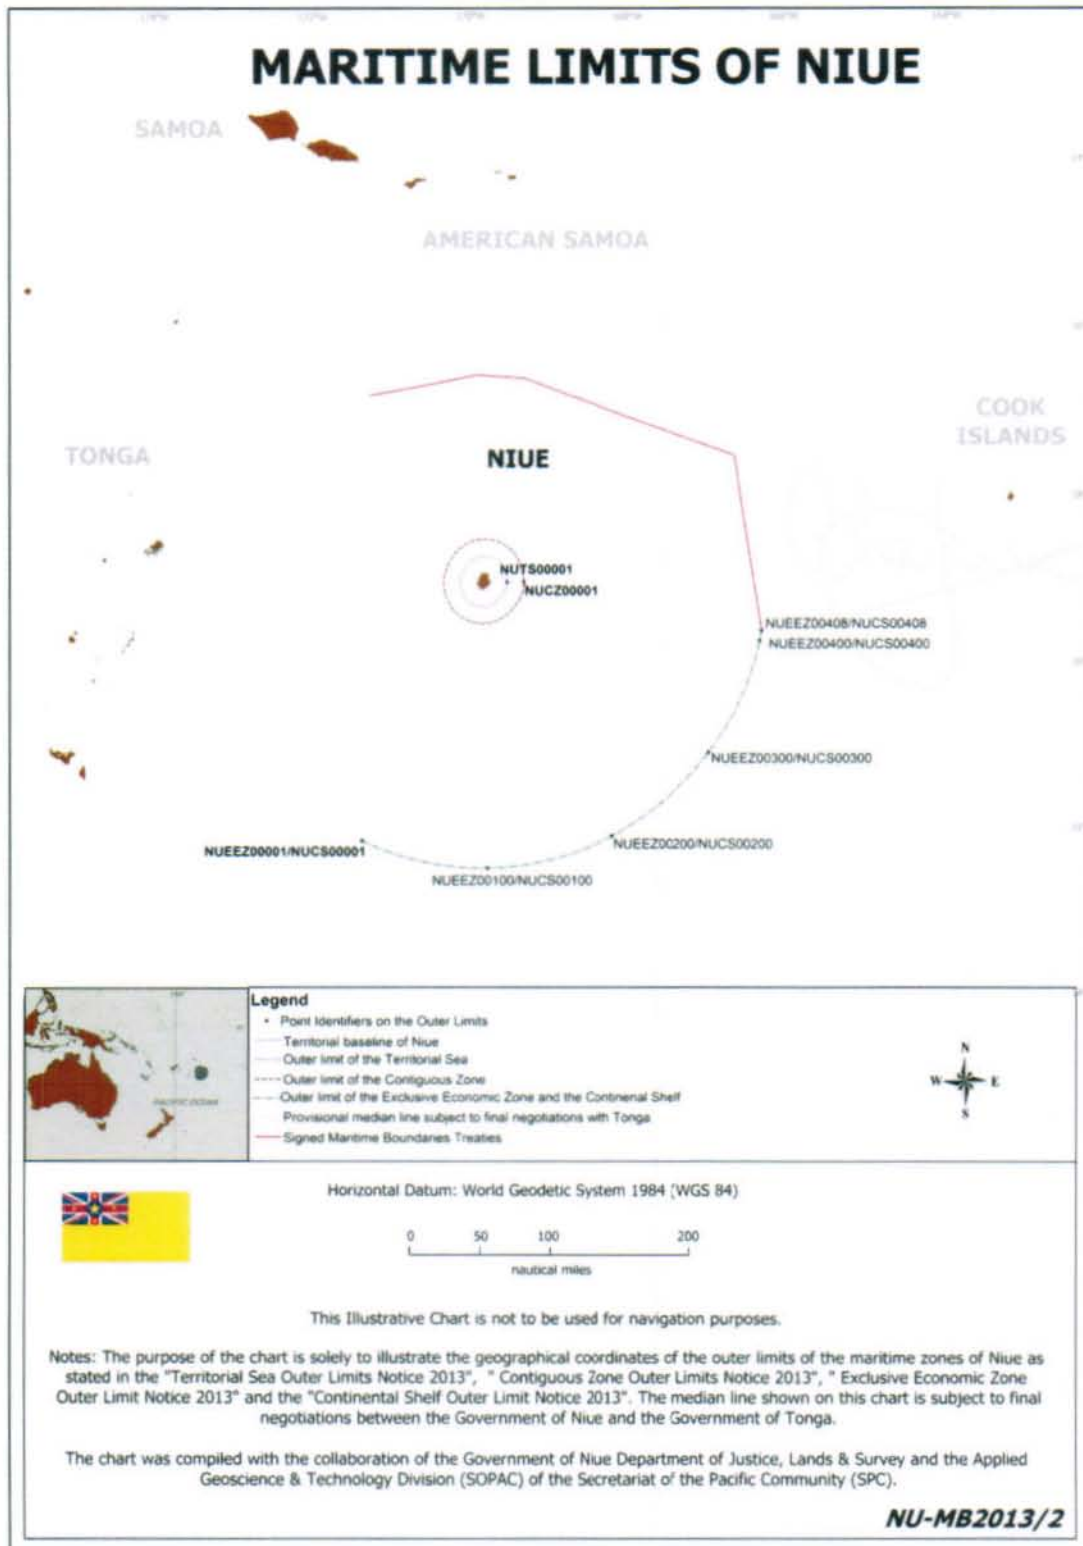 MARITIME LIMITS OF NIUE
SAMOA
AMERICAN SAMOA
COOK
ISLANDS
TONGA
NIUE
NUTS00001
NUCZ00001
NUEEZ00408/NUCS00408
NUEEZ00400/NUCS00400
NUEEZ00300/NUCS00300
NUEEZ00200/NUCS00200
NUEEZ00001/NUCS00001
NUEEZ00100/NUCS00100
Legend
Point Identifiers on the Outer Limits
Territorial baseline of Niue
Outer limit of the Territorial Sea
Outer limit of the Contiguous Zone
Outer limit of the Exclusive Economic Zone and the Continenal Shelf
Provisional median line subject to final negotiations with Tonga
Signed Maritime Boundaries Treaties
PACIFIC OCEAN
N
W E
S
Horizontal Datum: World Geodetic System 1984 (WGS 84)
0 50 100 200
nautical miles
This Illustrative Chart is not to be used for navigation purposes.
Notes: The purpose of the chart is solely to illustrate the geographical coordinates of the outer limits of the maritime zones of Niue as
stated in the "Territorial Sea Outer Limits Notice 2013", " Contiguous Zone Outer Limits Notice 2013", " Exclusive Economic Zone
Outer Limit Notice 2013" and the "Continental Shelf Outer Limit Notice 2013". The median line shown on this chart is subject to final
negotiations between the Government of Niue and the Government of Tonga.
The chart was compiled with the collaboration of the Government of Niue Department of Justice, Lands & Survey and the Applied
Geoscience & Technology Division (SOPAC) of the Secretariat of the Pacific Community (SPC).
NU-MB2013/2